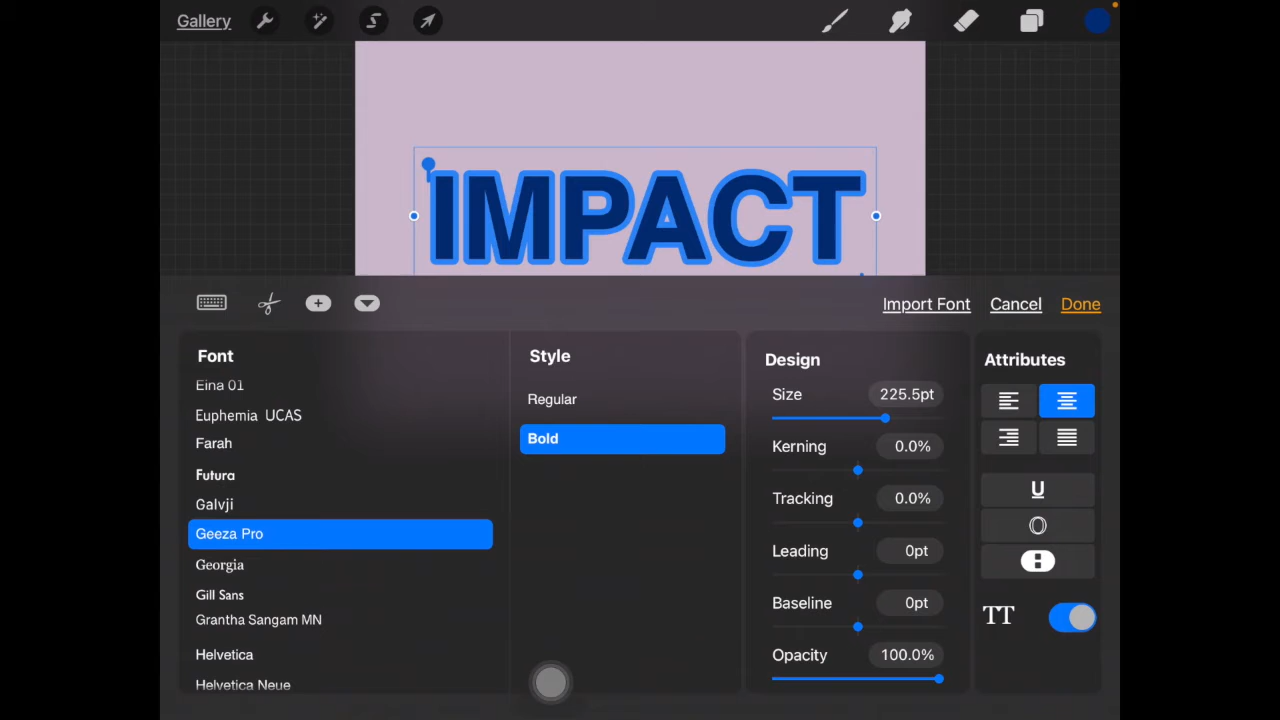 Gallery
IMPACT
Import Font Cancel Done
Font
Eina 01
Euphemia UCAS
Farah
Futura
Galvji
Geeza Pro
Georgia
Gill Sans
Grantha Sangam MN
Helvetica
Helvetica Neue
Style
Regular
Bold
Design
Size 225.5pt
Kerning 0.0%
Tracking 0.0%
Leading 0pt
Baseline 0pt
Opacity 100.0%
Attributes
U
O
TT